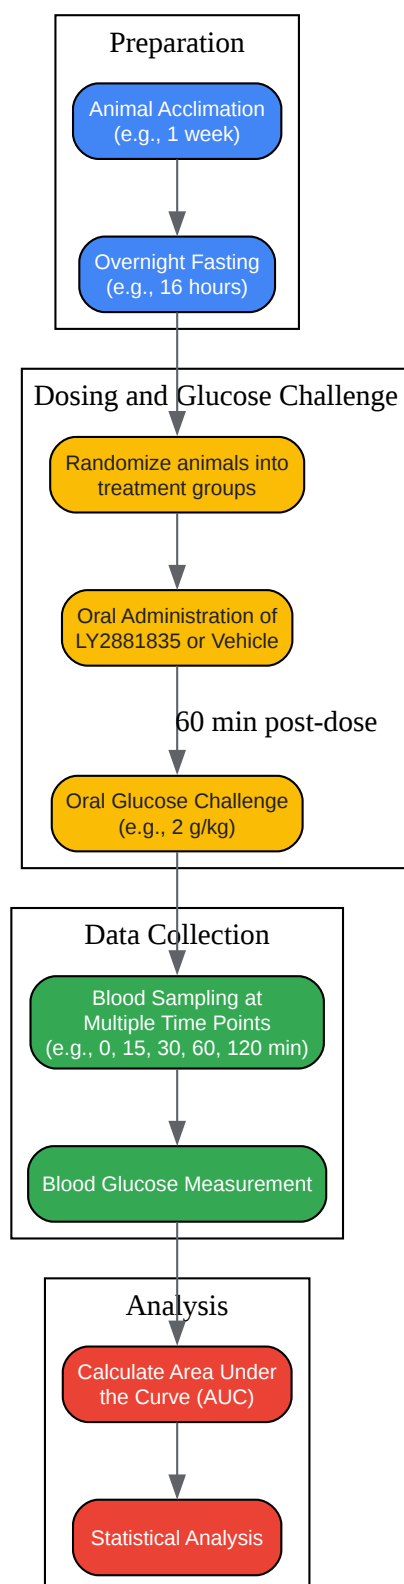 Preparation
Animal Acclimation
(e.g., 1 week)
Overnight Fasting
(e.g., 16 hours)
Dosing and Glucose Challenge
Randomize animals into
treatment groups
Oral Administration of
LY2881835 or Vehicle
60 min post-dose
Oral Glucose Challenge
(e.g., 2 g/kg)
Data Collection
Blood Sampling at
Multiple Time Points
(e.g., 0, 15, 30, 60, 120 min)
Blood Glucose Measurement
Analysis
Calculate Area Under
the Curve (AUC)
Statistical Analysis